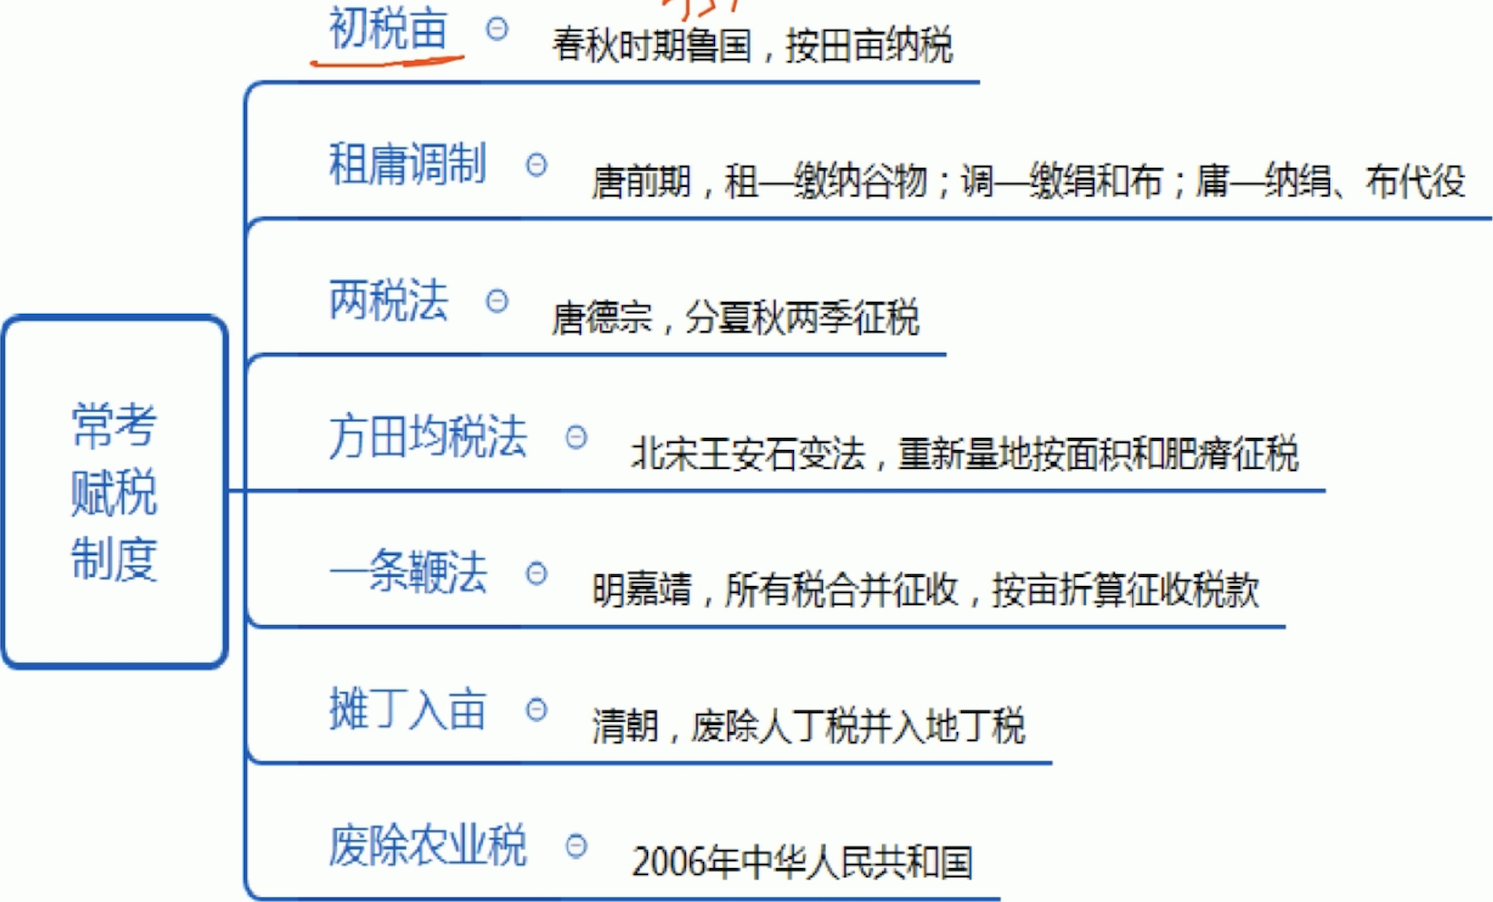 初税亩
春秋时期鲁国，按田亩纳税
租庸调制
唐前期，租—缴纳谷物；调—缴绢和布；庸—纳绢、布代役
两税法
唐德宗，分夏秋两季征税
常考
赋税
制度
方田均税法
北宋王安石变法，重新量地按面积和肥瘠征税
一条鞭法
明嘉靖，所有税合并征收，按亩折算征收税款
摊丁入亩
清朝，废除人丁税并入地丁税
废除农业税
2006年中华人民共和国